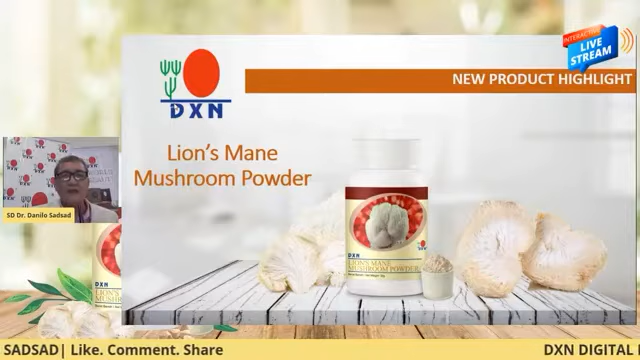 INTERACTIVE
LIVE
STREAM
NEW PRODUCT HIGHLIGHT
DXN
Lion's Mane
Mushroom Powder
SD Dr. Danilo Sadsad
DXN
LION'S MANE
MUSHROOM POWDER
DXN
SADSAD| Like. Comment. Share
DXN DIGITAL